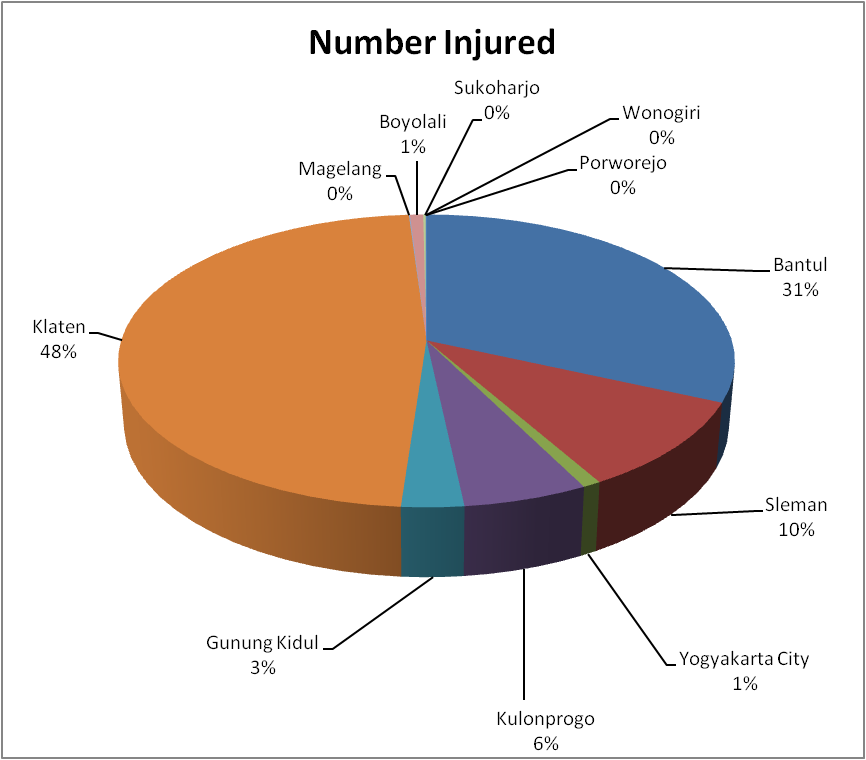 Number Injured
Sukoharjo
0%
Wonogiri
0%
Boyolali
1%
Porworejo
0%
Magelang
0%
Bantul
31%
Klaten
48%
Sleman
10%
Gunung Kidul
3%
Yogyakarta City
1%
Kulonprogo
6%